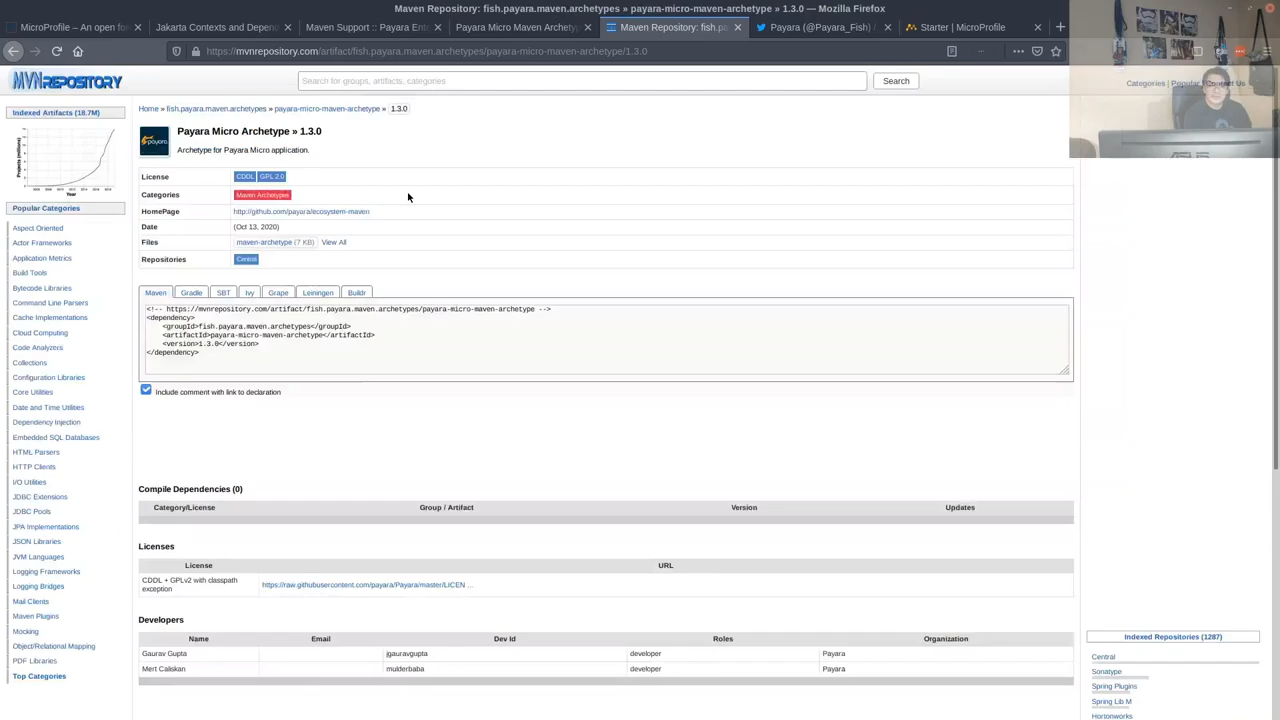 Maven Repository: fish.payara.maven.archetypes » payara-micro-maven-archetype » 1.3.0 — Mozilla Firefox
MicroProfile – An open fo
Jakarta Contexts and Depend
Maven Support :: Payara Ente
Payara Micro Maven Archety
Maven Repository: fish.pa
Payara (@Payara_Fish) /
Starter | MicroProfile
https://mvnrepository.com/artifact/fish.payara.maven.archetypes/payara-micro-maven-archetype/1.3.0
MVNREPOSITORY
Search for groups, artifacts, categories
Search
Categories | Popular | Contact Us
Indexed Artifacts (18.7M)
Projects (millions)
Year
Popular Categories
Aspect Oriented
Actor Frameworks
Application Metrics
Build Tools
Bytecode Libraries
Command Line Parsers
Cache Implementations
Cloud Computing
Code Analyzers
Collections
Configuration Libraries
Core Utilities
Date and Time Utilities
Dependency Injection
Embedded SQL Databases
HTML Parsers
HTTP Clients
I/O Utilities
JDBC Extensions
JDBC Pools
JPA Implementations
JSON Libraries
JVM Languages
Logging Frameworks
Logging Bridges
Mail Clients
Maven Plugins
Mocking
Object/Relational Mapping
PDF Libraries
Top Categories
Home » fish.payara.maven.archetypes » payara-micro-maven-archetype » 1.3.0
payara
Payara Micro Archetype » 1.3.0
Archetype for Payara Micro application.
License CDDL GPL 2.0
Categories Maven Archetypes
HomePage http://github.com/payara/ecosystem-maven
Date (Oct 13, 2020)
Files maven-archetype (7 KB) View All
Repositories Central
Maven Gradle SBT Ivy Grape Leiningen Buildr
<!-- https://mvnrepository.com/artifact/fish.payara.maven.archetypes/payara-micro-maven-archetype -->
<dependency>
<groupId>fish.payara.maven.archetypes</groupId>
<artifactId>payara-micro-maven-archetype</artifactId>
<version>1.3.0</version>
</dependency>
Include comment with link to declaration
Compile Dependencies (0)
Category/License Group / Artifact Version Updates
Licenses
License URL
CDDL + GPLv2 with classpath
exception
https://raw.githubusercontent.com/payara/Payara/master/LICEN ...
Developers
Name Email Dev Id Roles Organization
Gaurav Gupta jgauravgupta developer Payara
Mert Caliskan mulderbaba developer Payara
ASUS
Indexed Repositories (1287)
Central
Sonatype
Spring Plugins
Spring Lib M
Hortonworks